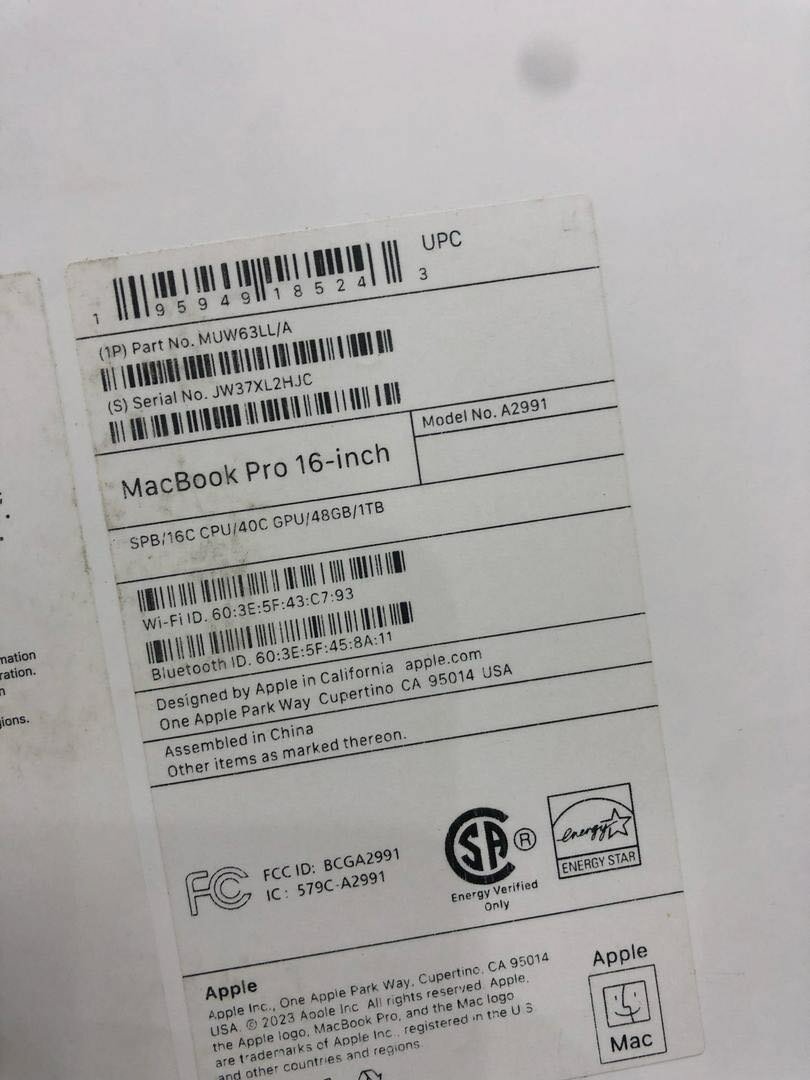 UPC
1 95949 18524 3
(1P) Part No. MUW63LL/A
(S) Serial No. JW37XL2HJC
MacBook Pro 16-inch
Model No. A2991
SPB/16C CPU/40C GPU/48GB/1TB
Wi-Fi ID. 60:3E:5F:43:C7:93
Bluetooth ID. 60:3E:5F:45:8A:11
Designed by Apple in California apple.com
One Apple Park Way Cupertino CA 95014 USA
Assembled in China
Other items as marked thereon.
FC
FCC ID: BCGA2991
IC: 579C-A2991
SA ®
Energy Verified
Only
energy
ENERGY STAR
Apple
Apple Inc., One Apple Park Way, Cupertino, CA 95014
USA. © 2023 Apple Inc. All rights reserved. Apple,
the Apple logo, MacBook Pro, and the Mac logo
are trademarks of Apple Inc., registered in the U.S.
and other countries and regions.
Apple
Mac